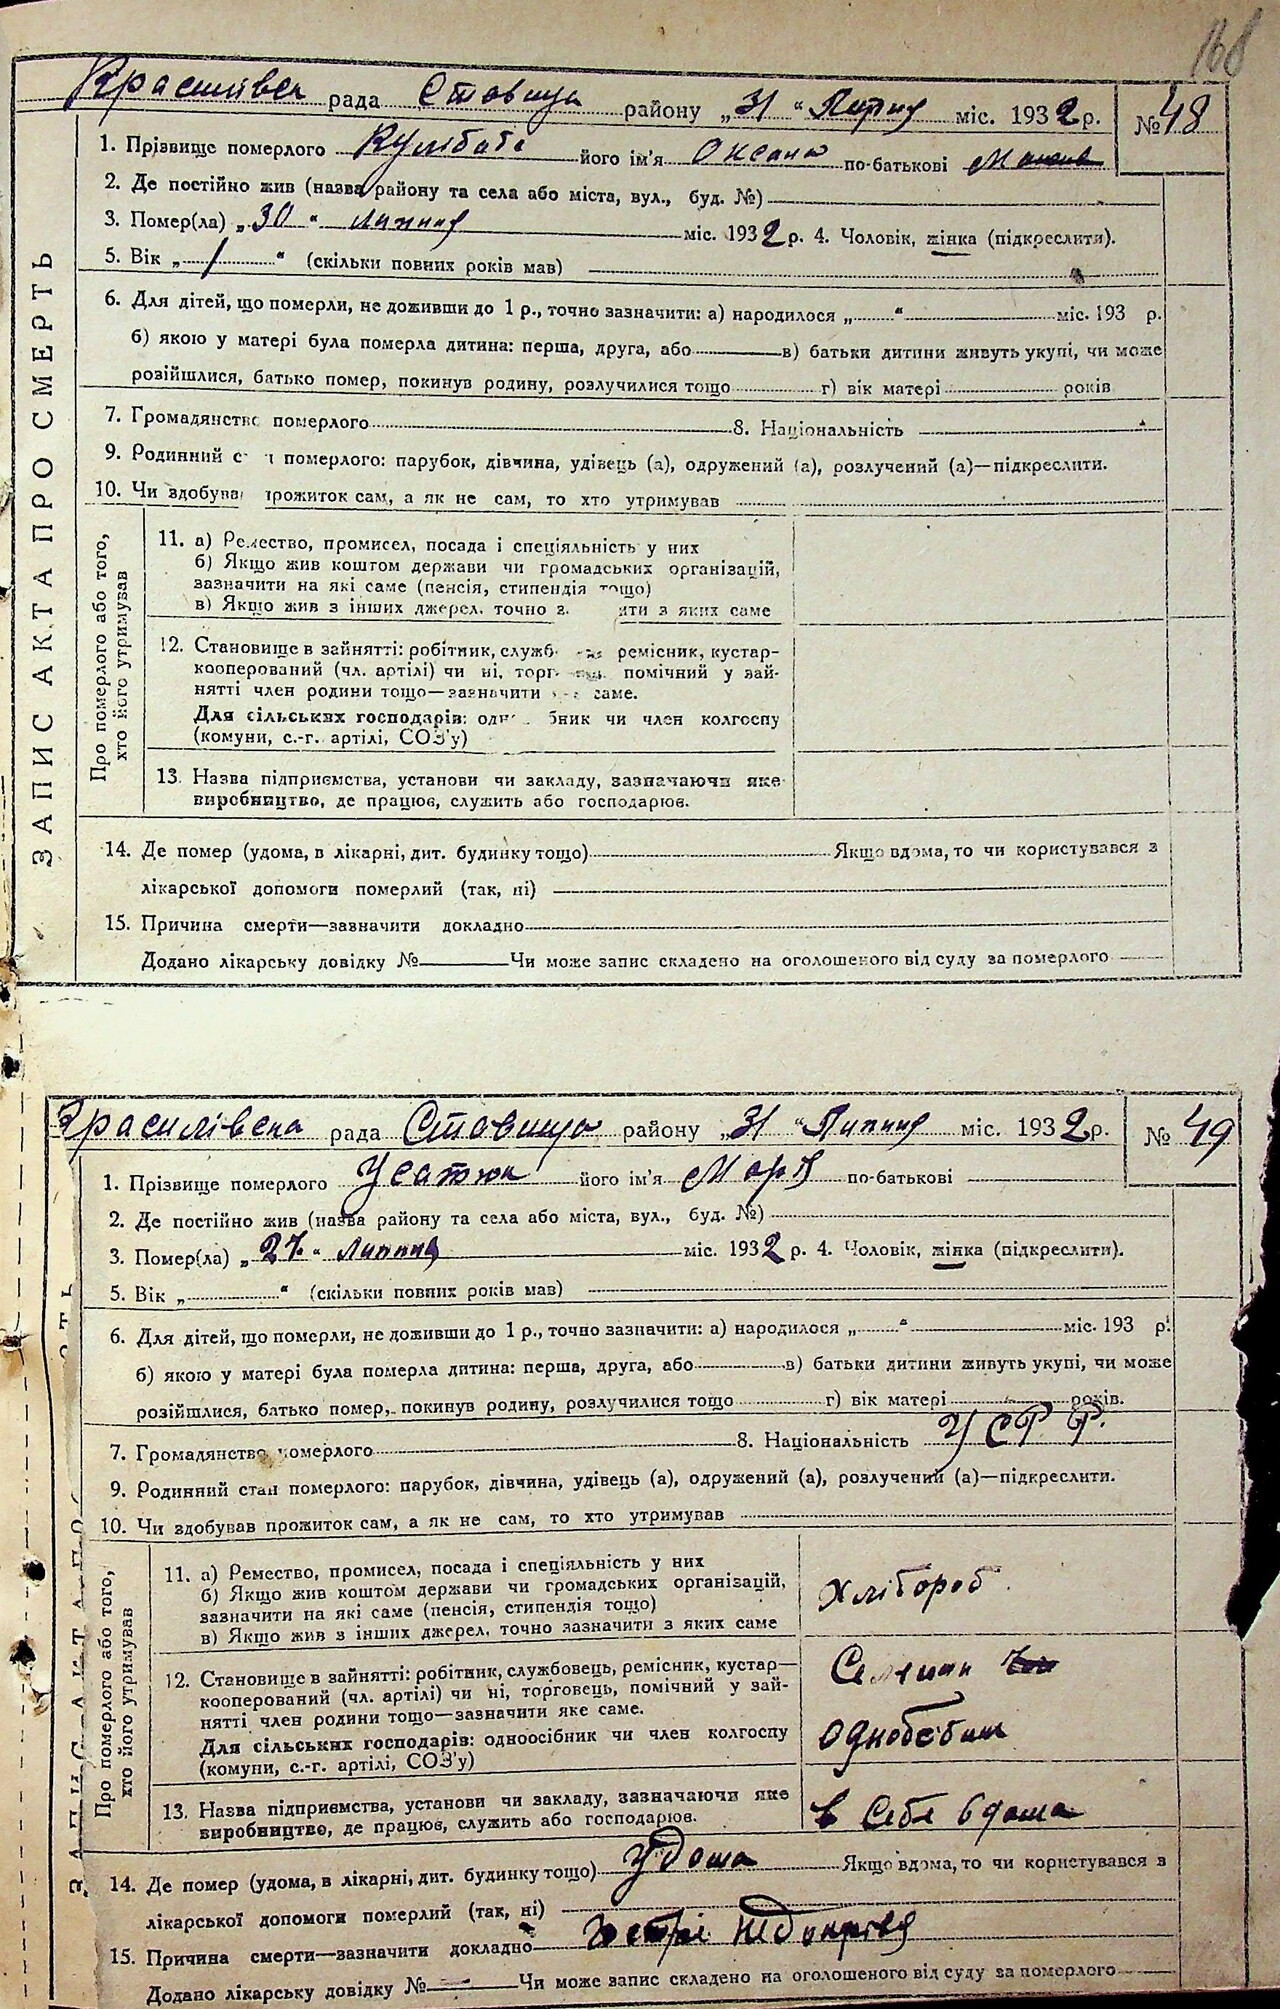 168
Красилівська рада Ставище району „31“ Липня міс. 1932 р. № 48
1. Прізвище померлого Кулібаба його ім'я Оксана по-батькові
2. Де постійно жив (назва району та села або міста, вул., буд. №)
3. Помер(ла) „30“ липня міс. 1932 р. 4. Чоловік, жінка (підкреслити).
5. Вік „1“ (скільки повних років мав)
6. Для дітей, що померли, не доживши до 1 р., точно зазначити: а) народилося „ “ міс. 193 р.
б) якою у матері була померла дитина: перша, друга, або в) батьки дитини живуть укупі, чи може
розійшлися, батько помер, покинув родину, розлучилися тощо г) вік матері років
7. Громадянство померлого 8. Національність
9. Родинний с н померлого: парубок, дівчина, удівець (а), одружений (а), розлучений (а)—підкреслити.
10. Чи здобува прожиток сам, а як не сам, то хто утримував
ЗАПИС АКТА ПРО СМЕРТЬ
Про померлого або того,
хто його утримував
11. а) Ремество, промисел, посада і спеціяльність у них
б) Якщо жив коштом держави чи громадських організацій,
зазначити на які саме (пенсія, стипендія тощо)
в) Якщо жив з інших джерел, точно з ити з яких саме
12. Становище в зайнятті: робітник, служб ремісник, кустар-
кооперований (чл. артілі) чи ні, торг помічний у зай-
нятті член родини тощо—зазначити саме.
Для сільських господарів: одн бник чи член колгоспу
(комуни, с.-г. артілі, СОЗ'у)
13. Назва підприємства, установи чи закладу, зазначаючи яке
виробництво, де працює, служить або господарює.
14. Де помер (удома, в лікарні, дит. будинку тощо) Якщо вдома, то чи користувався з
лікарської допомоги померлий (так, ні)
15. Причина смерти—зазначити докладно
Додано лікарську довідку № Чи може запис складено на оголошеного від суду за померлого
Красилівська рада Ставище району „31“ Липня міс. 1932 р. № 49
1. Прізвище померлого Усатюк його ім'я Марія по-батькові
2. Де постійно жив (назва району та села або міста, вул., буд. №)
3. Помер(ла) „27“ липня міс. 1932 р. 4. Чоловік, жінка (підкреслити).
5. Вік „ “ (скільки повних років мав)
6. Для дітей, що померли, не доживши до 1 р., точно зазначити: а) народилося „ “ міс. 193 р.
б) якою у матері була померла дитина: перша, друга, або в) батьки дитини живуть укупі, чи може
розійшлися, батько помер, покинув родину, розлучилися тощо г) вік матері років.
7. Громадянство померлого 8. Національність УСРР.
9. Родинний стан померлого: парубок, дівчина, удівець (а), одружений (а), розлучений (а)—підкреслити.
10. Чи здобував прожиток сам, а як не сам, то хто утримував
Про померлого або того,
хто його утримував
11. а) Ремество, промисел, посада і спеціяльність у них
б) Якщо жив коштом держави чи громадських організацій,
зазначити на які саме (пенсія, стипендія тощо)
в) Якщо жив з інших джерел, точно зазначити з яких саме
хлібороб
12. Становище в зайнятті: робітник, службовець, ремісник, кустар—
кооперований (чл. артілі) чи ні, торговець, помічний у зай-
нятті член родини тощо—зазначити яке саме.
Для сільських господарів: одноосібник чи член колгоспу
(комуни, с.-г. артілі, СОЗ'у)
Селянин
13. Назва підприємства, установи чи закладу, зазначаючи яке
виробництво, де працює, служить або господарює.
в себе вдома
14. Де помер (удома, в лікарні, дит. будинку тощо) Удома Якщо вдома, то чи користувався з
лікарської допомоги померлий (так, ні)
15. Причина смерти—зазначити докладно
Додано лікарську довідку № Чи може запис складено на оголошеного від суду за померлого